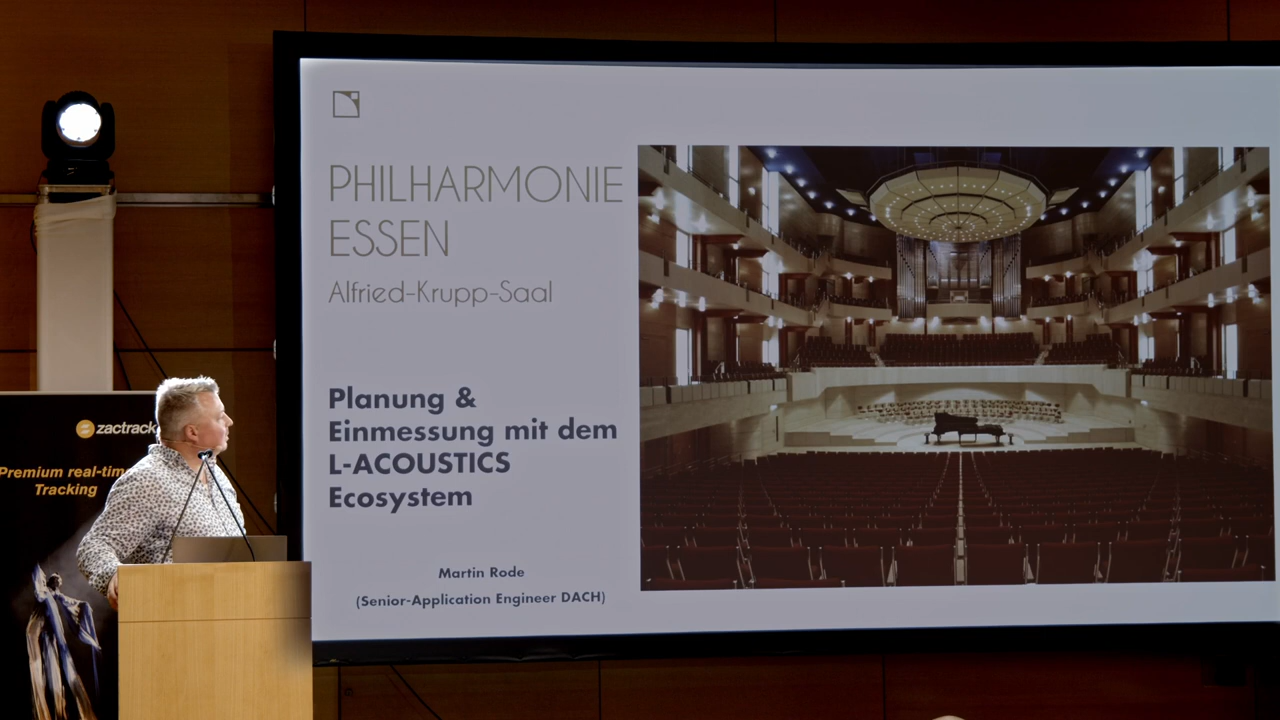 PHILHARMONIE
ESSEN
Alfried-Krupp-Saal
Planung &
Einmessung mit dem
L-ACOUSTICS
Ecosystem
Martin Rode
(Senior-Application Engineer DACH)
zactrack
Premium real-time
Tracking